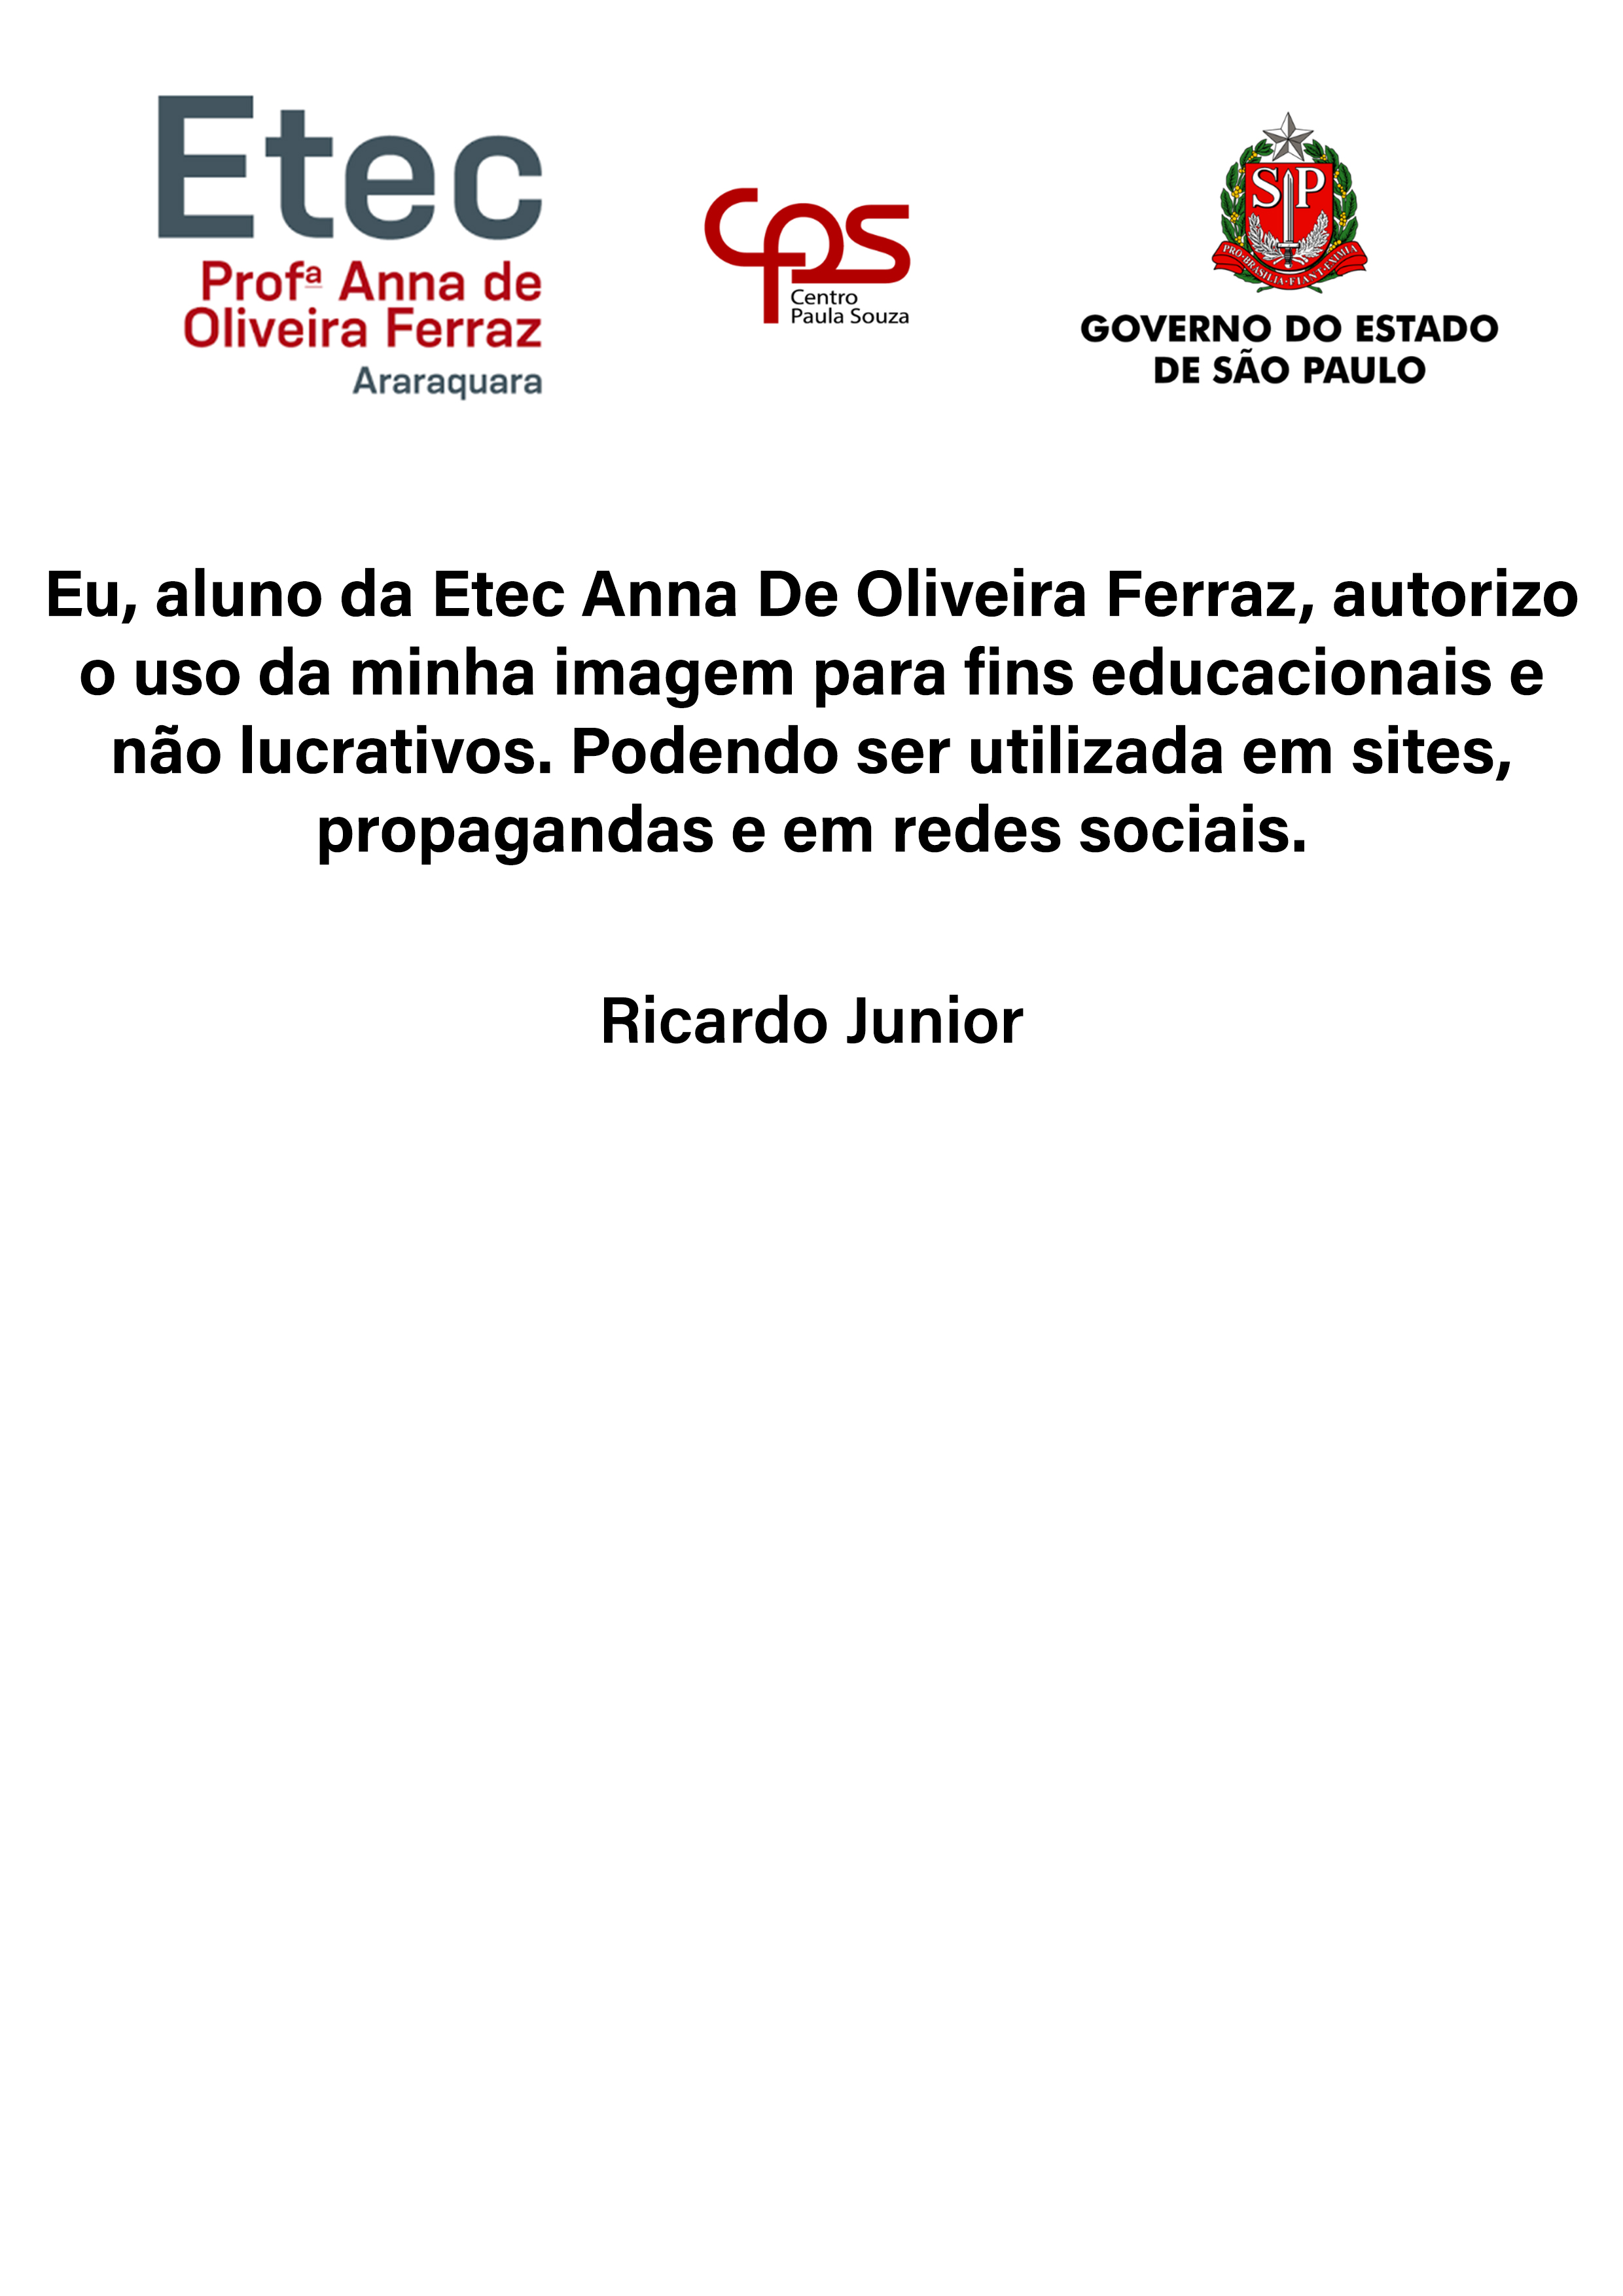 Etec
Profª Anna de
Oliveira Ferraz
Araraquara
cps
Centro
Paula Souza
SP
PRO·BRASILIA·FIANT·EXIMIA
GOVERNO DO ESTADO
DE SÃO PAULO
Eu, aluno da Etec Anna De Oliveira Ferraz, autorizo
o uso da minha imagem para fins educacionais e
não lucrativos. Podendo ser utilizada em sites,
propagandas e em redes sociais.
Ricardo Junior